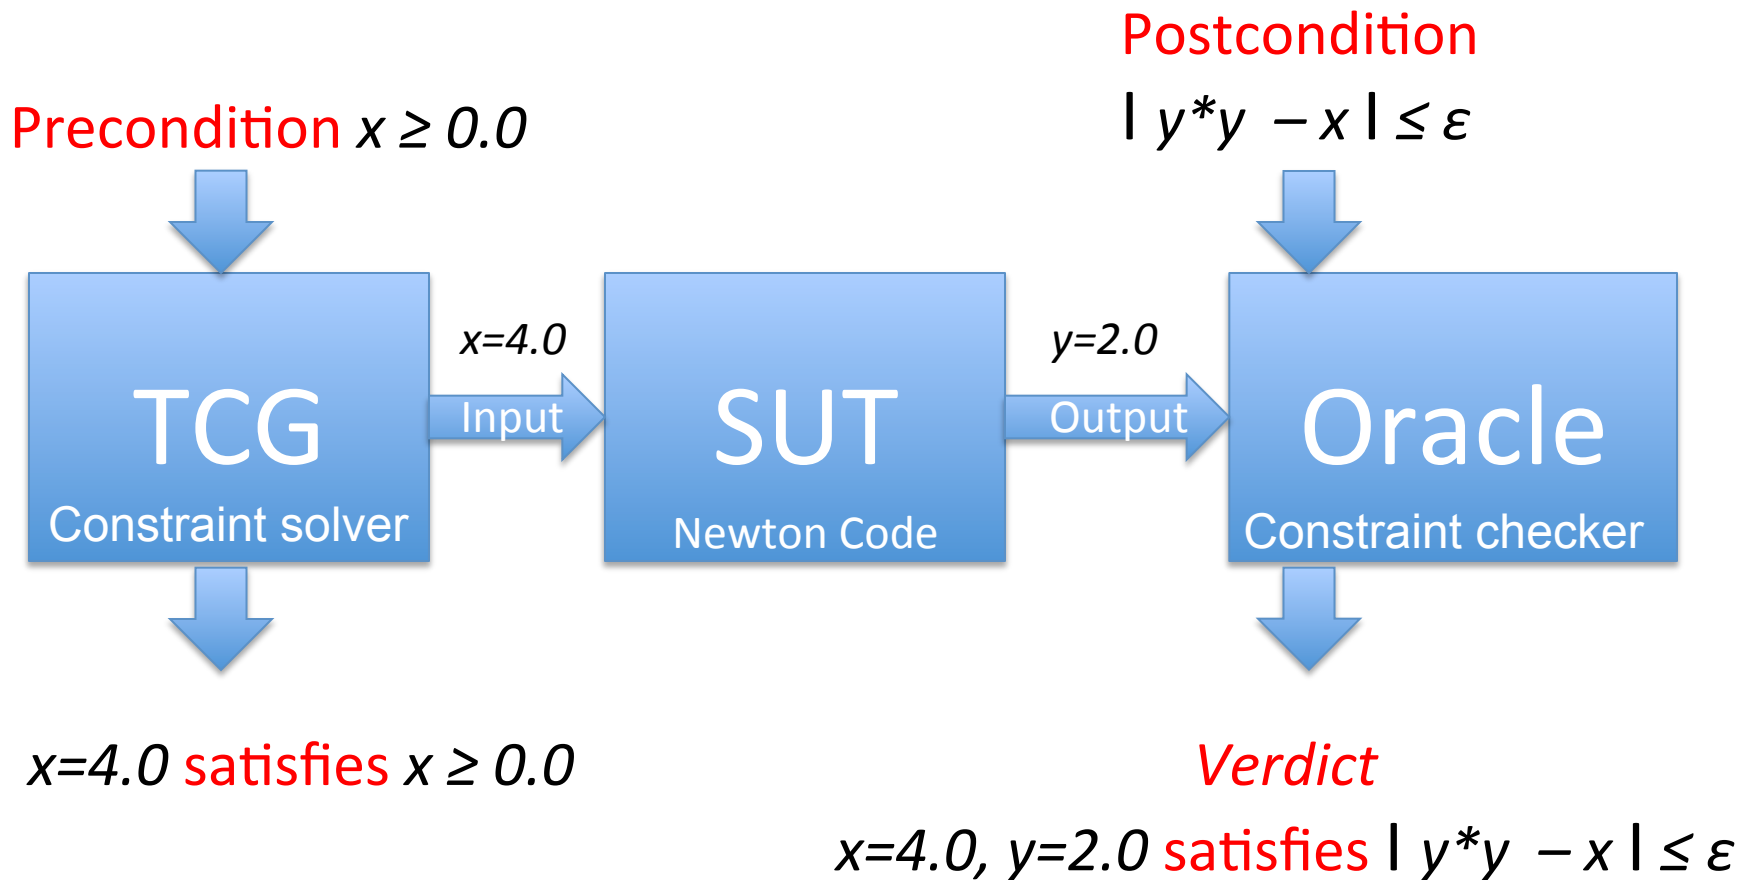 Postcondition
| y*y – x | ≤ ε
Precondition x ≥ 0.0
x=4.0
y=2.0
TCG
Input
SUT
Output
Oracle
Constraint solver
Newton Code
Constraint checker
x=4.0 satisfies x ≥ 0.0
Verdict
x=4.0, y=2.0 satisfies | y*y – x | ≤ ε